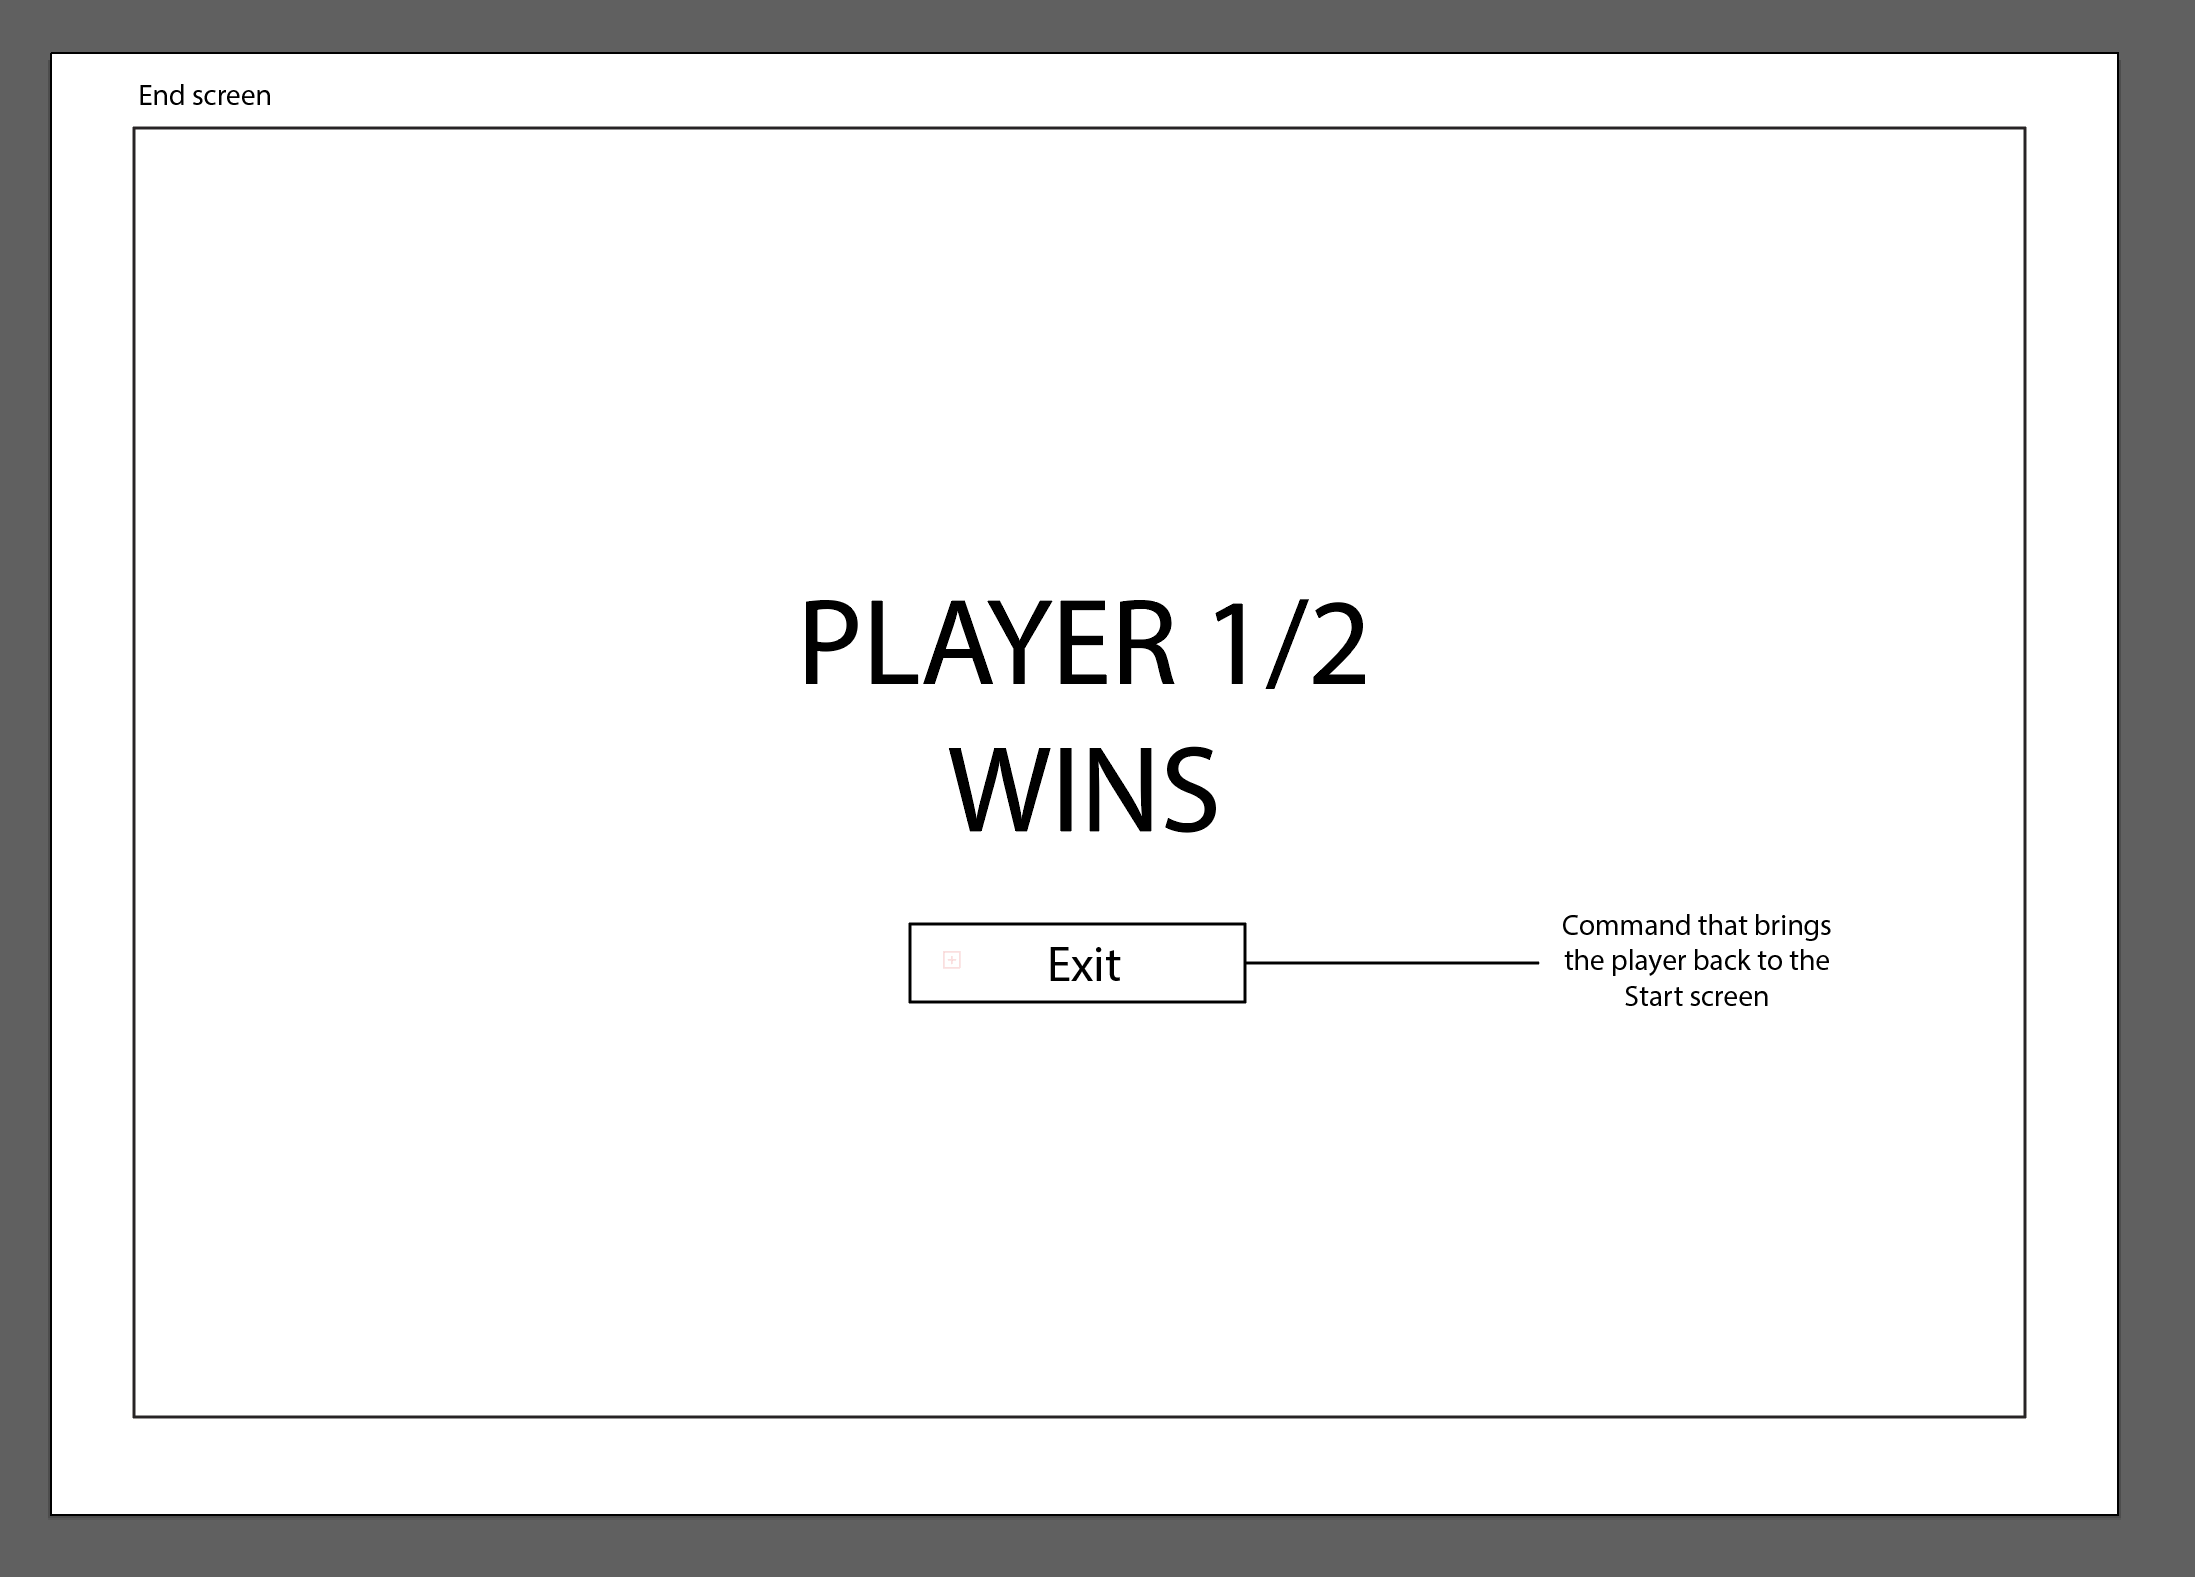 End screen
PLAYER 1/2
WINS
Exit
Command that brings
the player back to the
Start screen